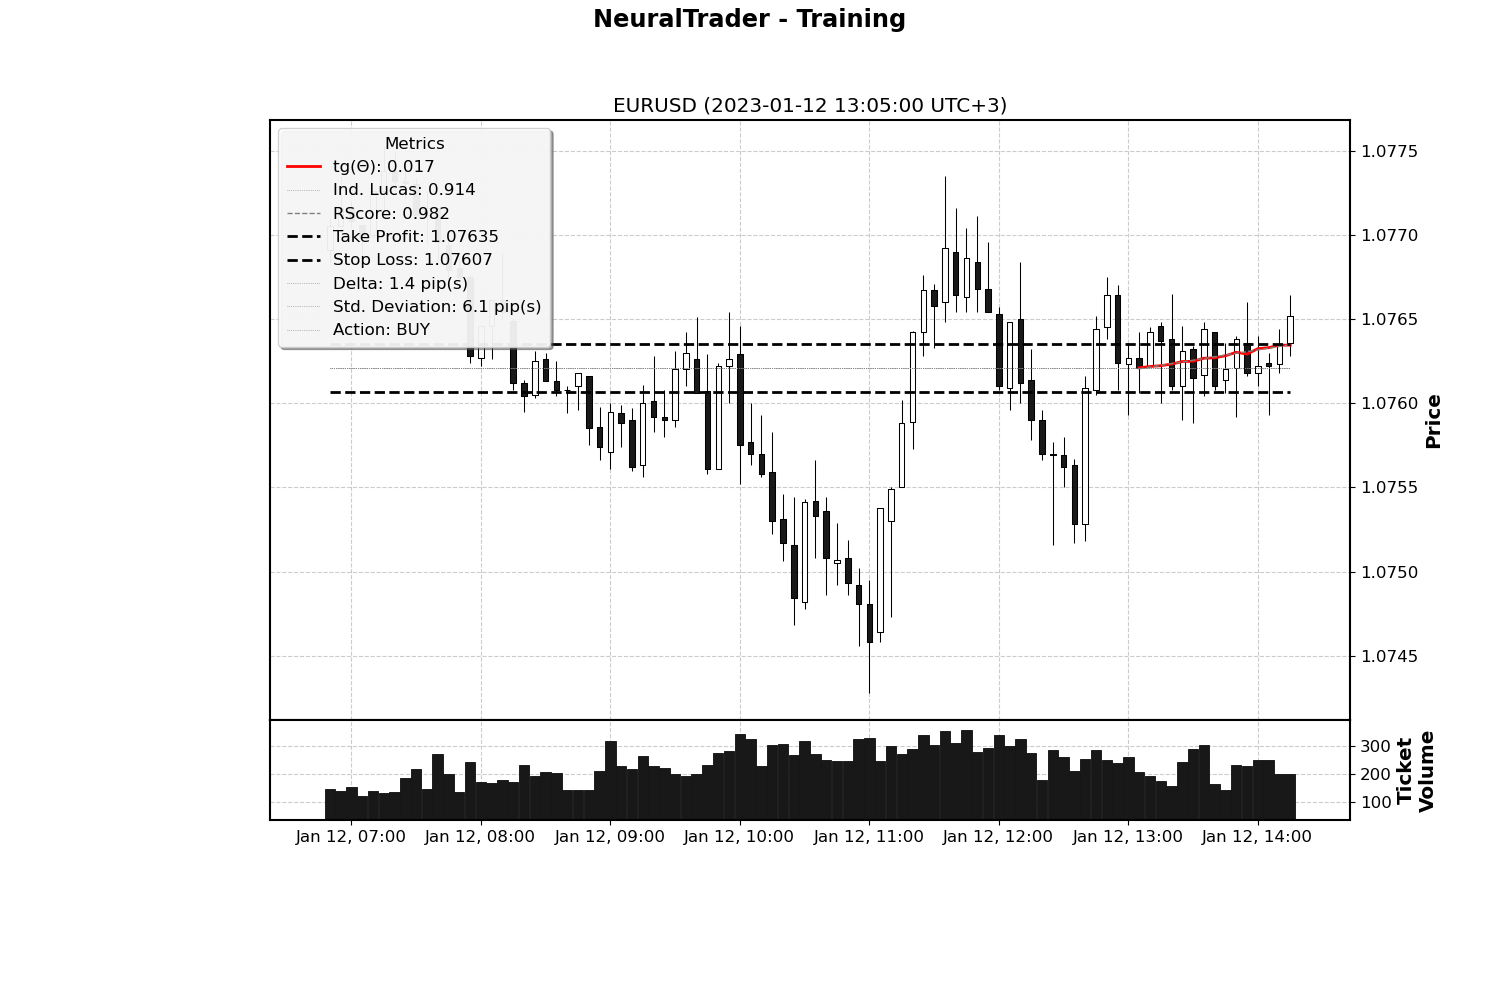 NeuralTrader - Training
EURUSD (2023-01-12 13:05:00 UTC+3)
Metrics
tg(Θ): 0.017
Ind. Lucas: 0.914
RScore: 0.982
Take Profit: 1.07635
Stop Loss: 1.07607
Delta: 1.4 pip(s)
Std. Deviation: 6.1 pip(s)
Action: BUY
1.0775
1.0770
1.0765
1.0760
1.0755
1.0750
1.0745
Price
300
200
100
Ticket
Volume
Jan 12, 07:00
Jan 12, 08:00
Jan 12, 09:00
Jan 12, 10:00
Jan 12, 11:00
Jan 12, 12:00
Jan 12, 13:00
Jan 12, 14:00